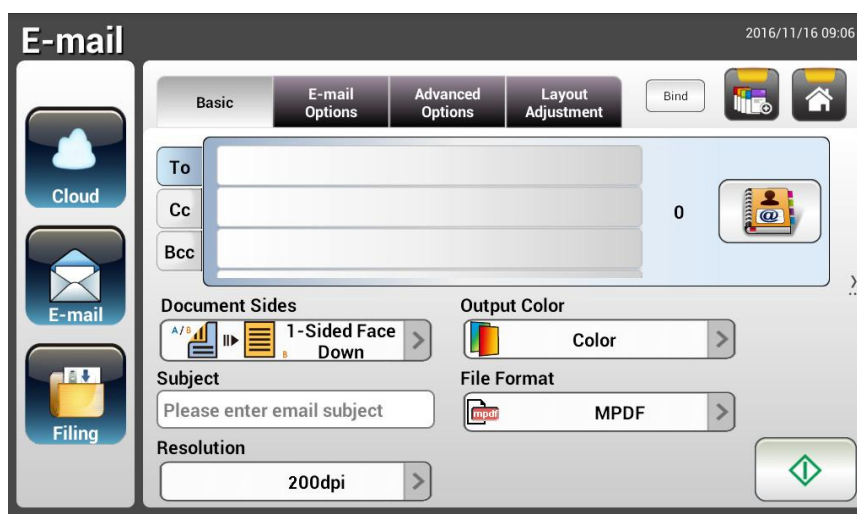 E-mail
2016/11/16 09:06
Basic
E-mail
Options
Advanced
Options
Layout
Adjustment
Bind
To
Cc
Bcc
0
@
Cloud
E-mail
Filing
Document Sides
Output Color
A/B
B
1-Sided Face
Down
Color
Subject
File Format
Please enter email subject
mpdf
MPDF
Resolution
200dpi